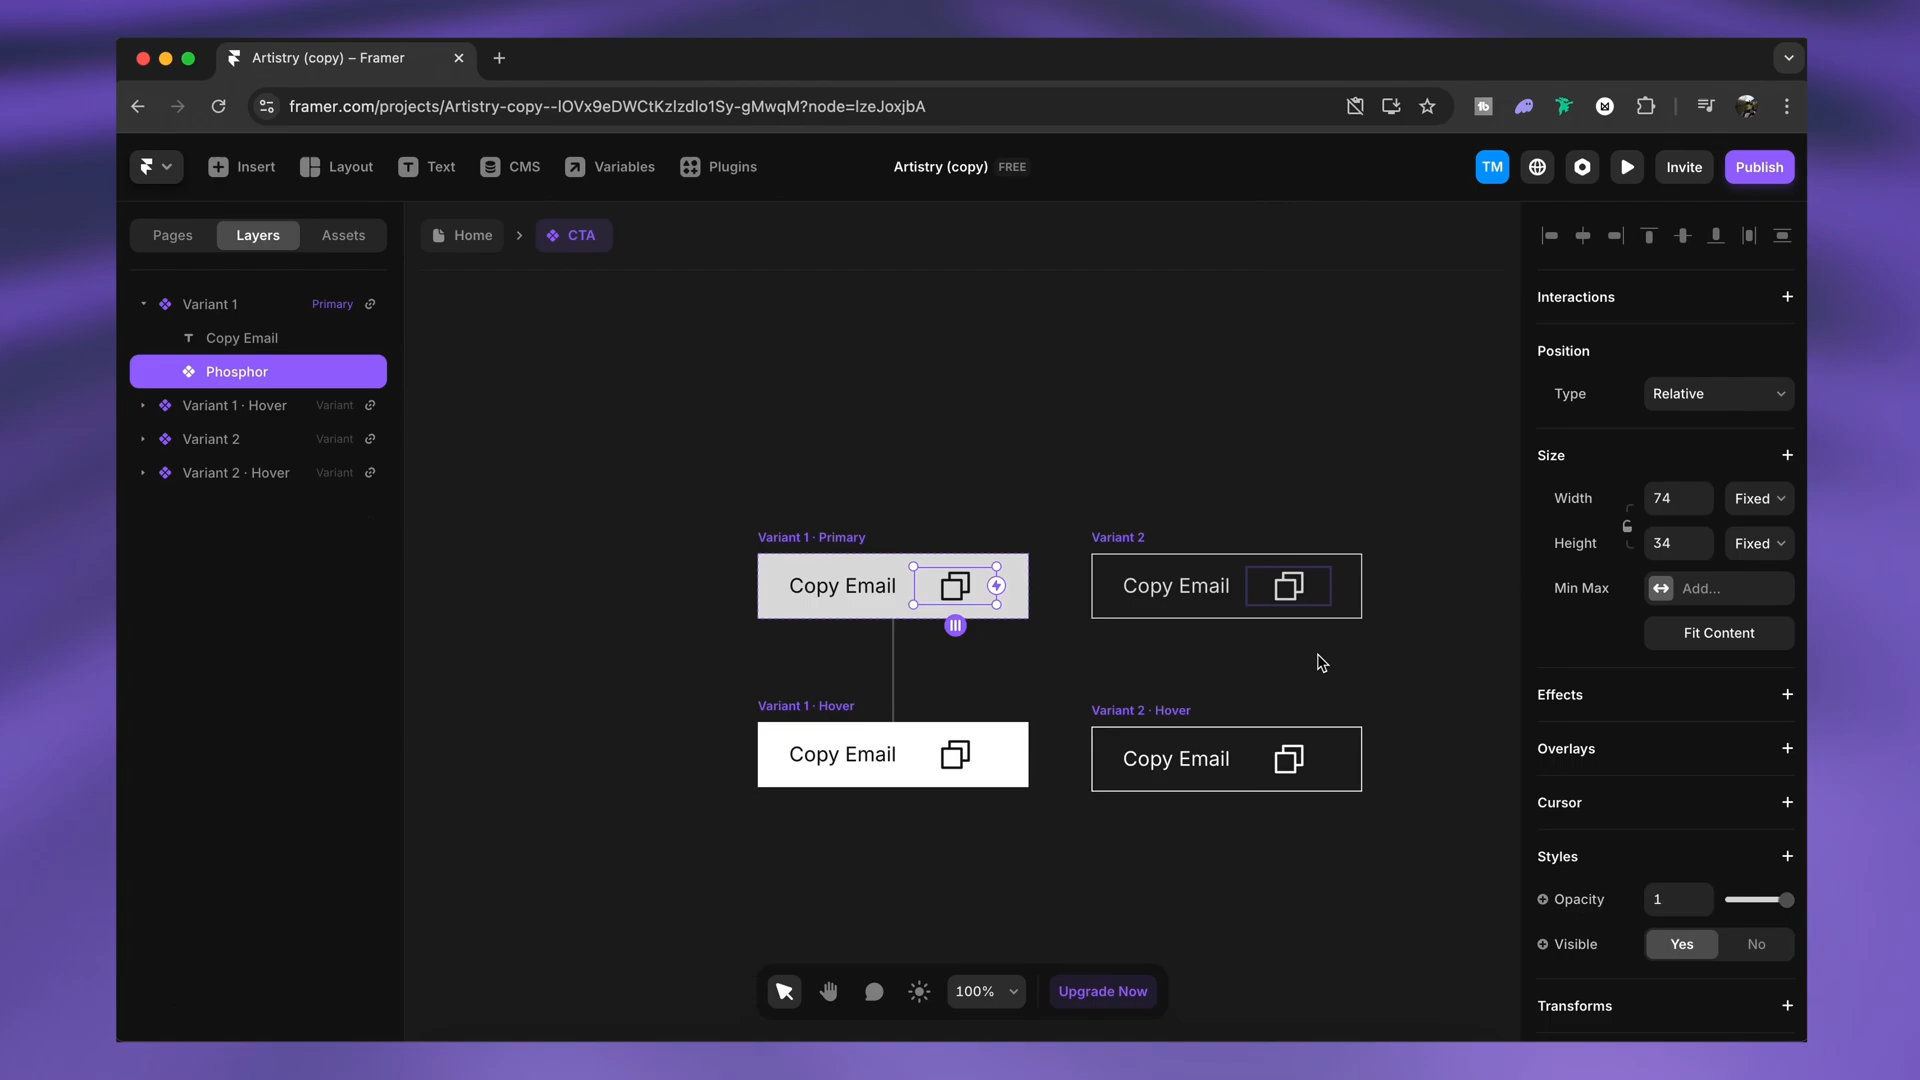 Artistry (copy) – Framer
framer.com/projects/Artistry-copy--IOVx9eDWCtKzIzdlo1Sy-gMwqM?node=IzeJoxjbA
Insert
Layout
Text
CMS
Variables
Plugins
Artistry (copy) FREE
TM
Invite
Publish
Pages
Layers
Assets
Home
CTA
Variant 1 Primary
Copy Email
Phosphor
Variant 1 · Hover Variant
Variant 2 Variant
Variant 2 · Hover Variant
Variant 1 · Primary
Copy Email
Variant 2
Copy Email
Variant 1 · Hover
Copy Email
Variant 2 · Hover
Copy Email
100%
Upgrade Now
Interactions
Position
Type Relative
Size
Width 74 Fixed
Height 34 Fixed
Min Max Add...
Fit Content
Effects
Overlays
Cursor
Styles
Opacity 1
Visible Yes No
Transforms